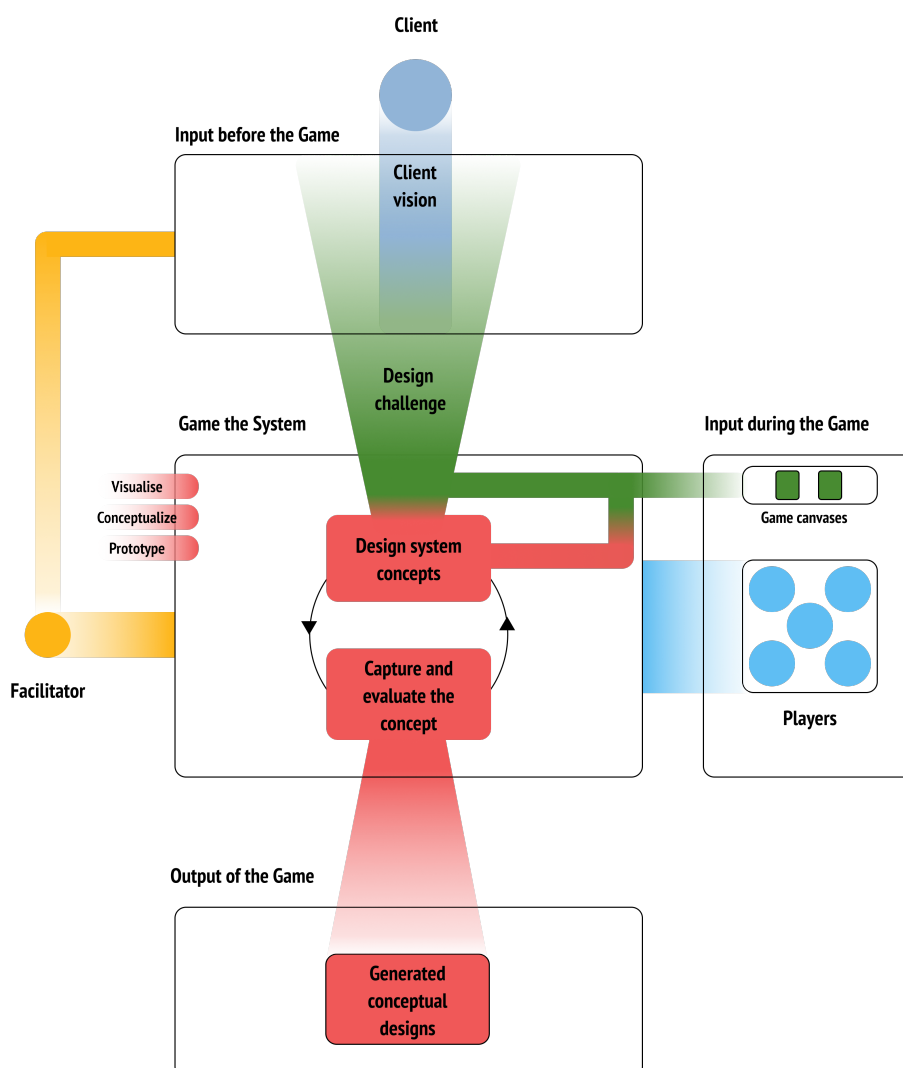 Client
Input before the Game
Client
vision
Design
challenge
Game the System
Input during the Game
Visualise
Conceptualize
Prototype
Game canvases
Design system
concepts
Facilitator
Capture and
evaluate the
concept
Players
Output of the Game
Generated
conceptual
designs